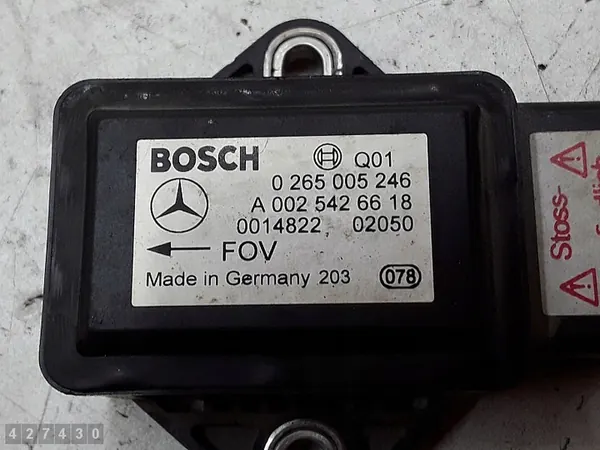 BOSCH Q01
0 265 005 246
A 002 542 66 18
0014822 02050
FOV
Made in Germany 203 078
Stoss-
427430